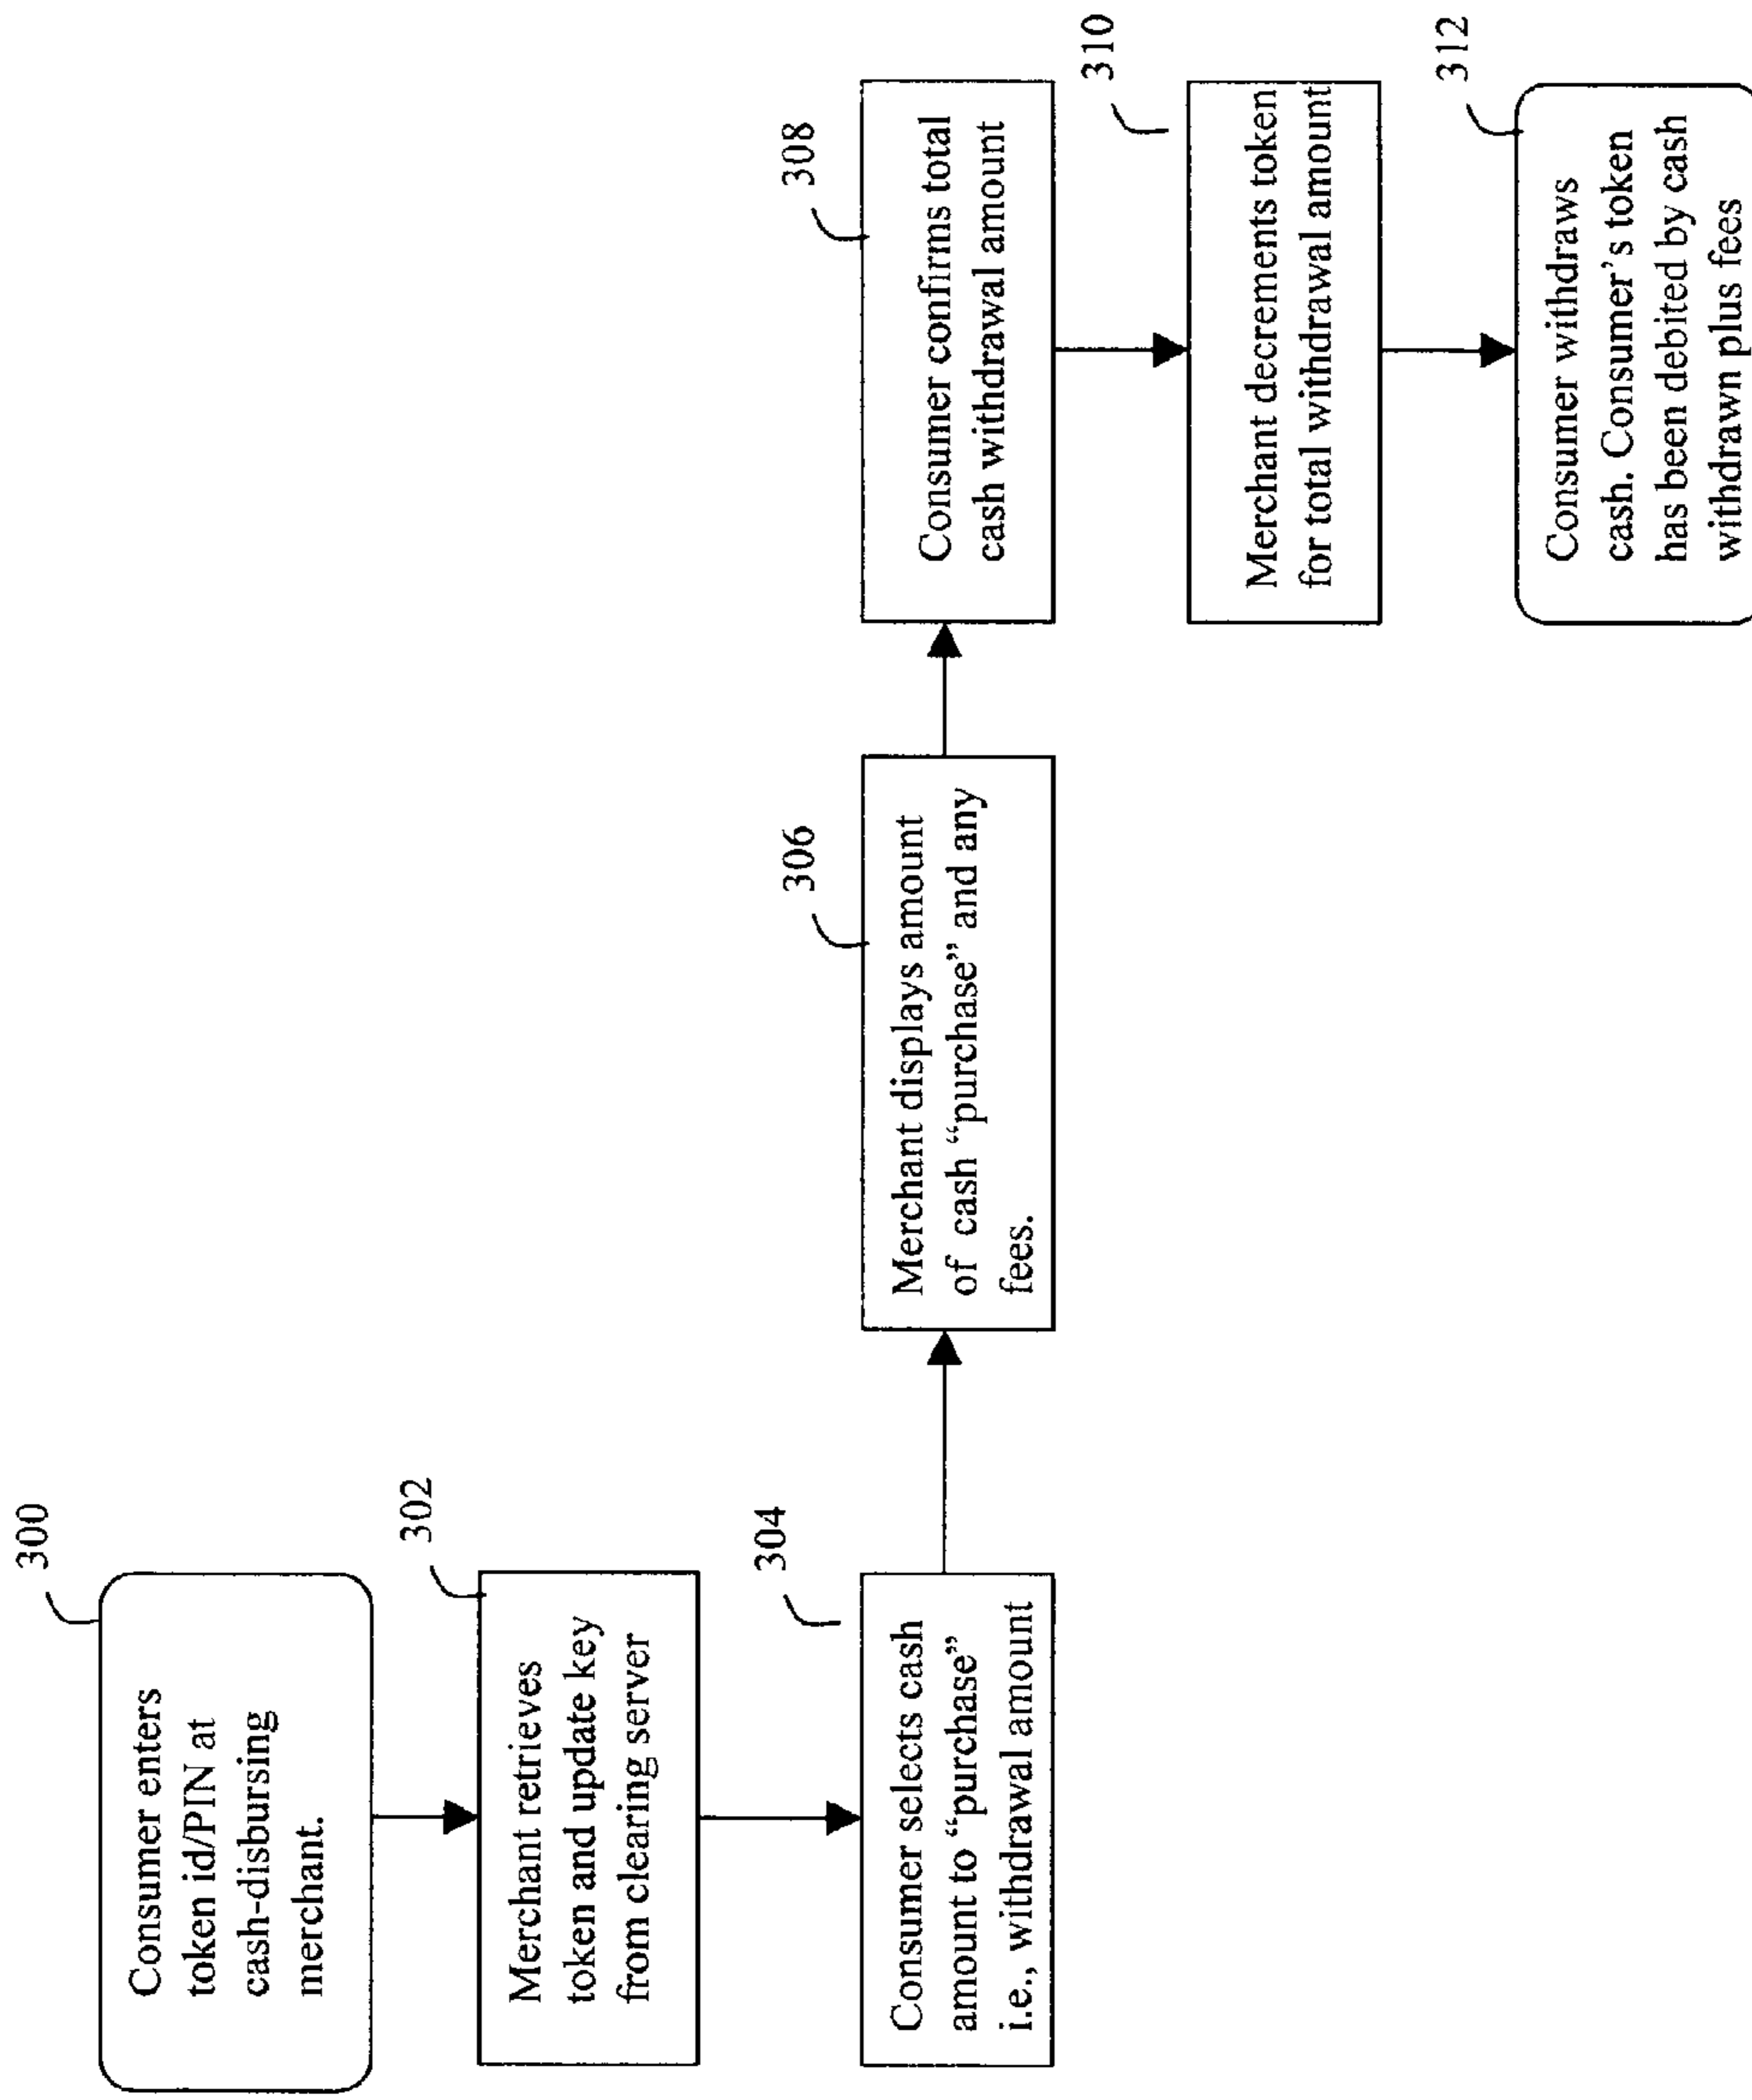 300
Consumer enters
token id/PIN at
cash-disbursing
merchant.
302
Merchant retrieves
token and update key
from clearing server
304
Consumer selects cash
amount to “purchase”
i.e., withdrawal amount
306
Merchant displays amount
of cash “purchase” and any
fees.
308
Consumer confirms total
cash withdrawal amount
310
Merchant decrements token
for total withdrawal amount
312
Consumer withdraws
cash. Consumer’s token
has been debited by cash
withdrawn plus fees